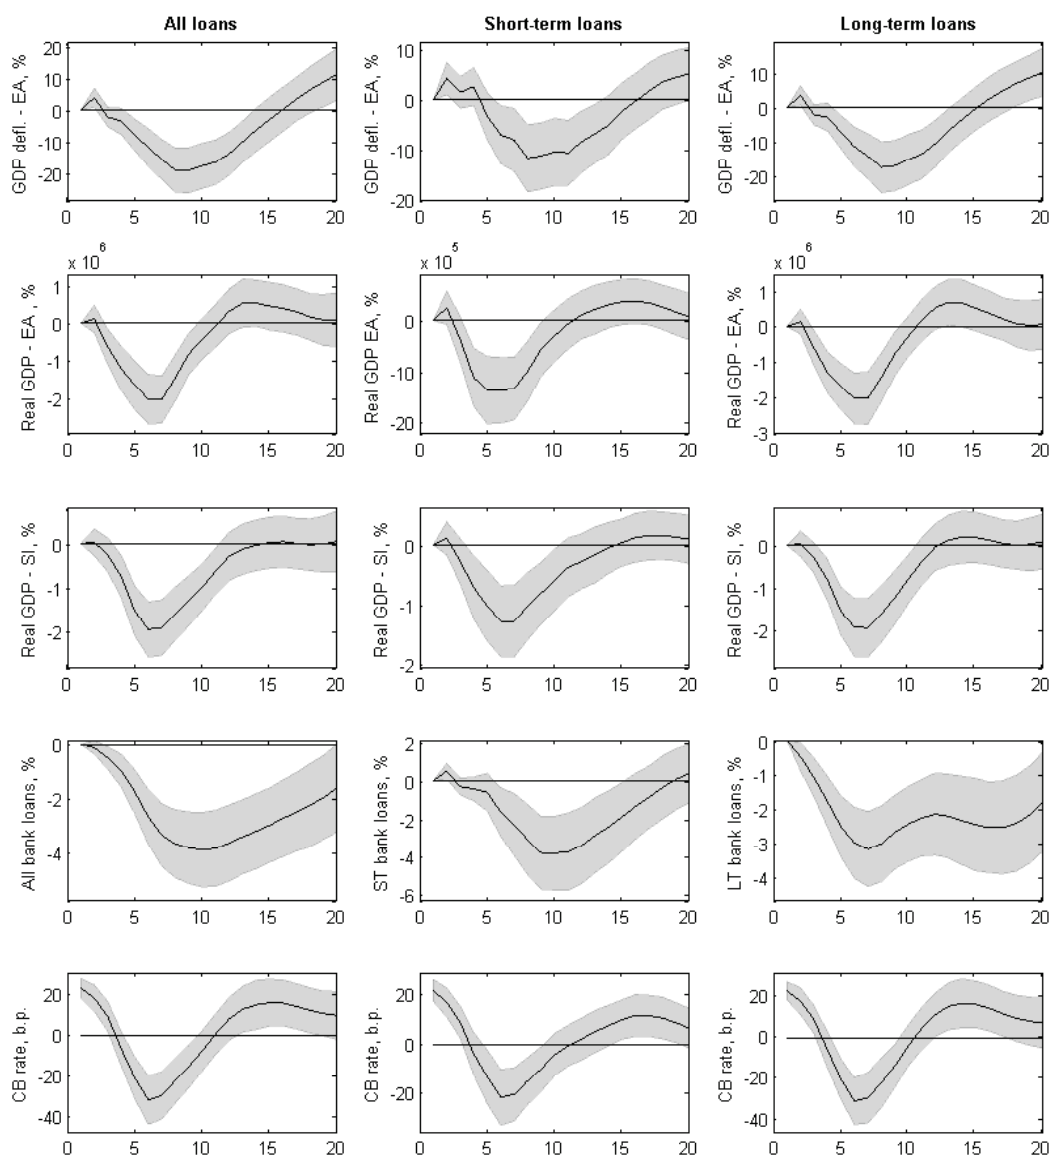 All loans
GDP defl. - EA, %
20
10
0
-10
-20
0 5 10 15 20
Short-term loans
GDP defl. - EA, %
10
0
-10
-20
0 5 10 15 20
Long-term loans
GDP defl. - EA, %
10
0
-10
-20
0 5 10 15 20
x 10^6
Real GDP - EA, %
1
0
-1
-2
0 5 10 15 20
x 10^5
Real GDP EA, %
0
-10
-20
0 5 10 15 20
x 10^6
Real GDP - EA, %
1
0
-1
-2
-3
0 5 10 15 20
Real GDP - SI, %
0
-2
0 5 10 15 20
Real GDP - SI, %
0
-1
-2
0 5 10 15 20
Real GDP - SI, %
0
-2
0 5 10 15 20
All bank loans, %
0
-2
-4
0 5 10 15 20
ST bank loans, %
2
0
-2
-4
-6
0 5 10 15 20
LT bank loans, %
0
-1
-2
-3
-4
0 5 10 15 20
CB rate, b.p.
20
0
-20
-40
0 5 10 15 20
CB rate, b.p.
20
0
-20
0 5 10 15 20
CB rate, b.p.
20
0
-20
-40
0 5 10 15 20